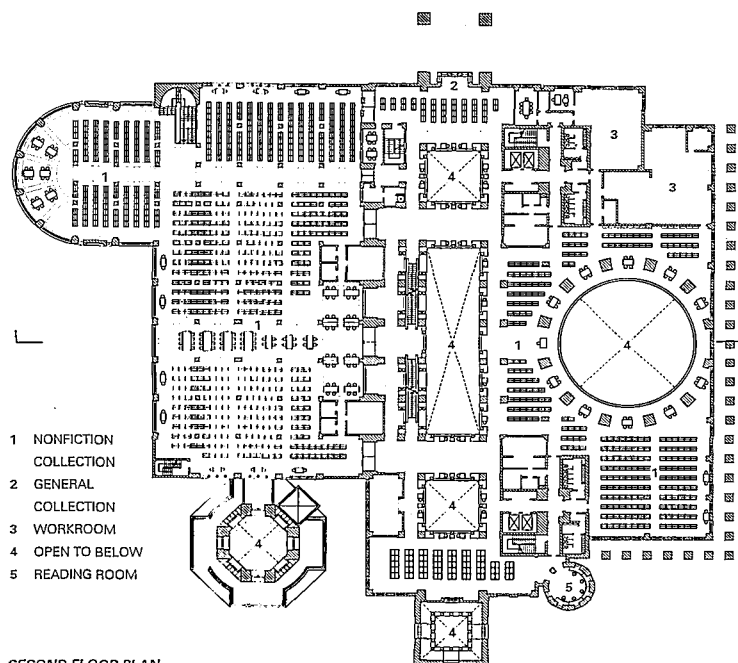 2
3
1
4
3
1
4
1
4
1
4
4
5
4
1 NONFICTION
COLLECTION
2 GENERAL
COLLECTION
3 WORKROOM
4 OPEN TO BELOW
5 READING ROOM
SECOND FLOOR PLAN